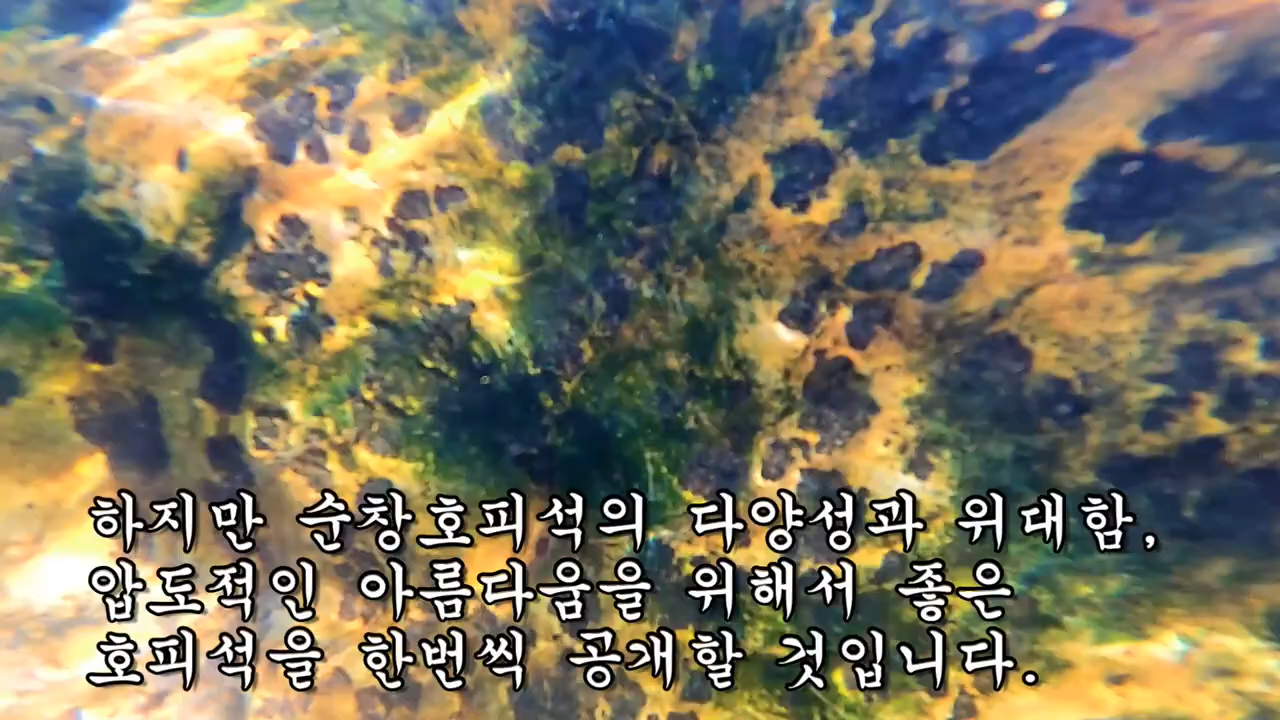 하지만 순창호피석의 다양성과 위대함,
압도적인 아름다움을 위해서 좋은
호피석을 한번씩 공개할 것입니다.